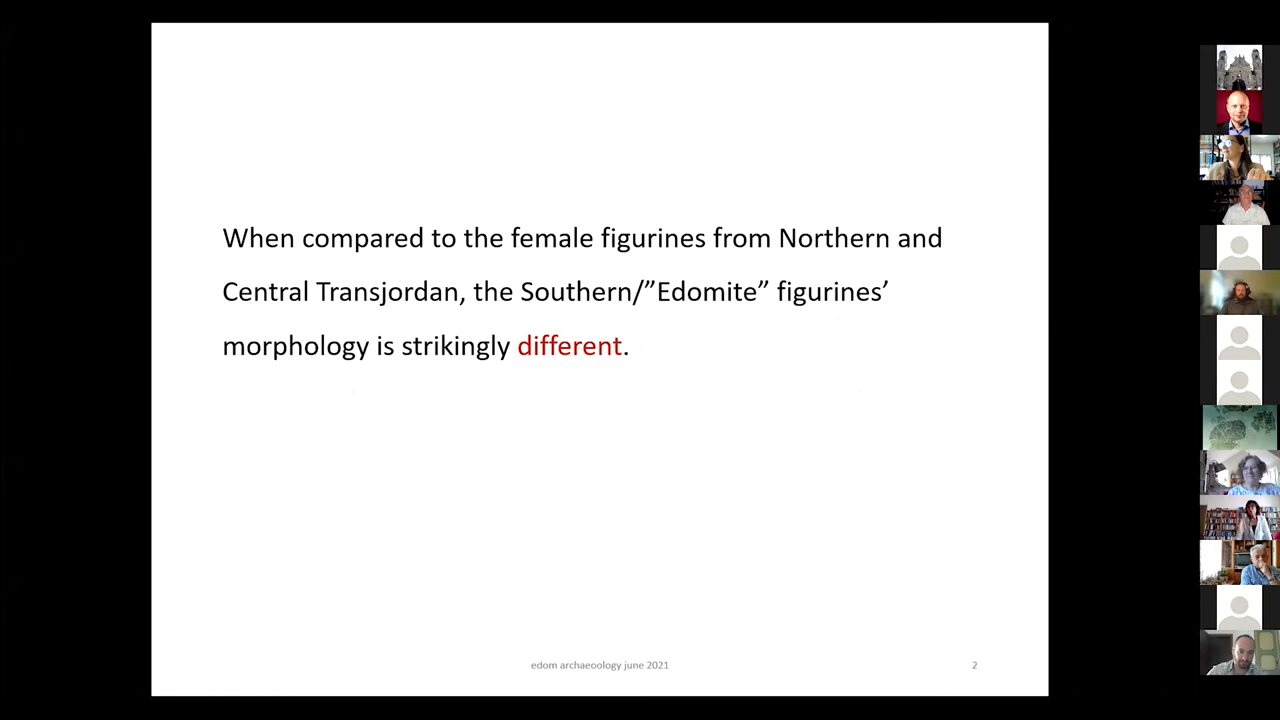 When compared to the female figurines from Northern and
Central Transjordan, the Southern/”Edomite” figurines’
morphology is strikingly different.
edom archaeoology june 2021
2